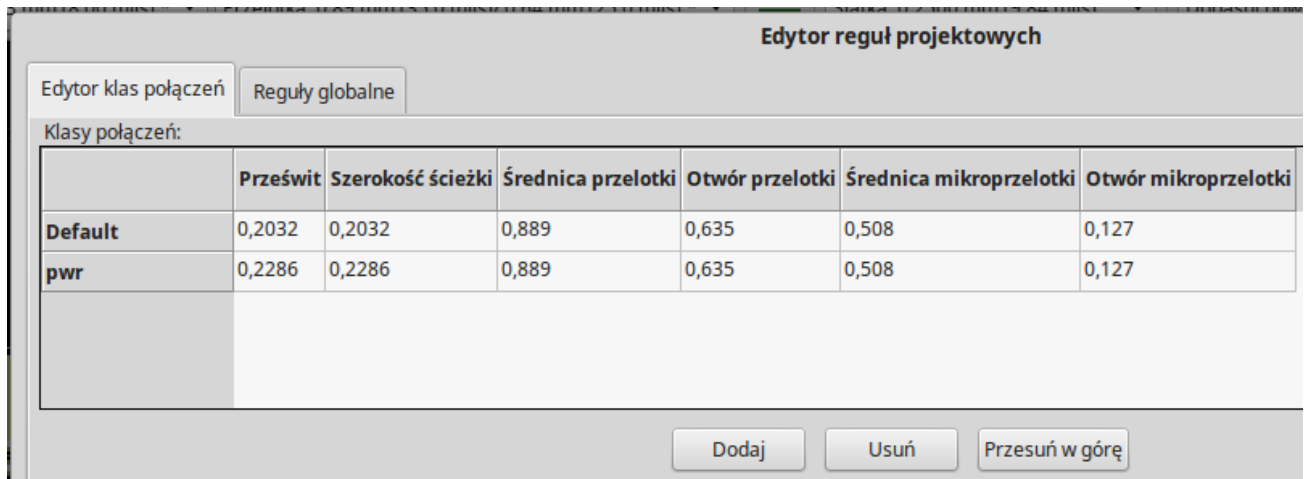 Edytor reguł projektowych
Edytor klas połączeń Reguły globalne
Klasy połączeń:
Prześwit Szerokość ścieżki Średnica przelotki Otwór przelotki Średnica mikroprzelotki Otwór mikroprzelotki
Default 0,2032 0,2032 0,889 0,635 0,508 0,127
pwr 0,2286 0,2286 0,889 0,635 0,508 0,127
Dodaj Usuń Przesuń w górę